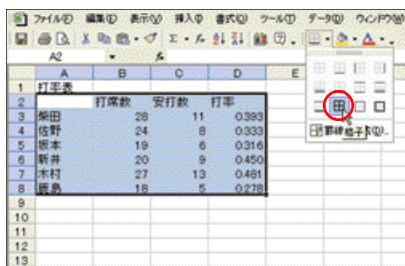 ファイル(F) 編集(E) 表示(V) 挿入(I) 書式(O) ツール(T) データ(D) ウィンドウ(W)
A2
A B C D E
1 打率表
2 打席数 安打数 打率
3 柴田 28 11 0.393
4 佐野 24 8 0.333
5 坂本 19 6 0.316
6 新井 20 9 0.450
7 木村 27 13 0.481
8 鹿島 18 5 0.278
9
10
11
12
13
格子